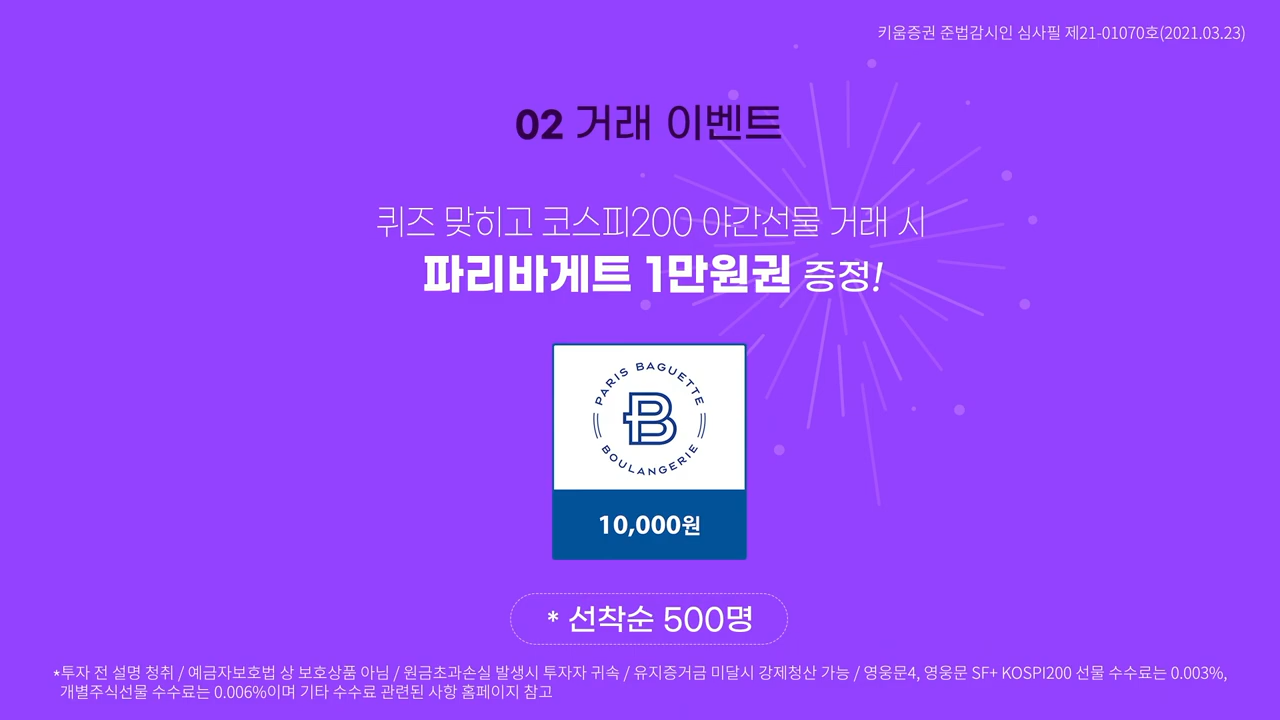 키움증권 준법감시인 심사필 제21-01070호(2021.03.23)
02 거래 이벤트
퀴즈 맞히고 코스피200 야간선물 거래 시
파리바게트 1만원권 증정!
PARIS BAGUETTE
B
BOULANGERIE
10,000원
* 선착순 500명
*투자 전 설명 청취 / 예금자보호법 상 보호상품 아님 / 원금초과손실 발생시 투자자 귀속 / 유지증거금 미달시 강제청산 가능 / 영웅문4, 영웅문 SF+ KOSPI200 선물 수수료는 0.003%,
개별주식선물 수수료는 0.006%이며 기타 수수료 관련된 사항 홈페이지 참고